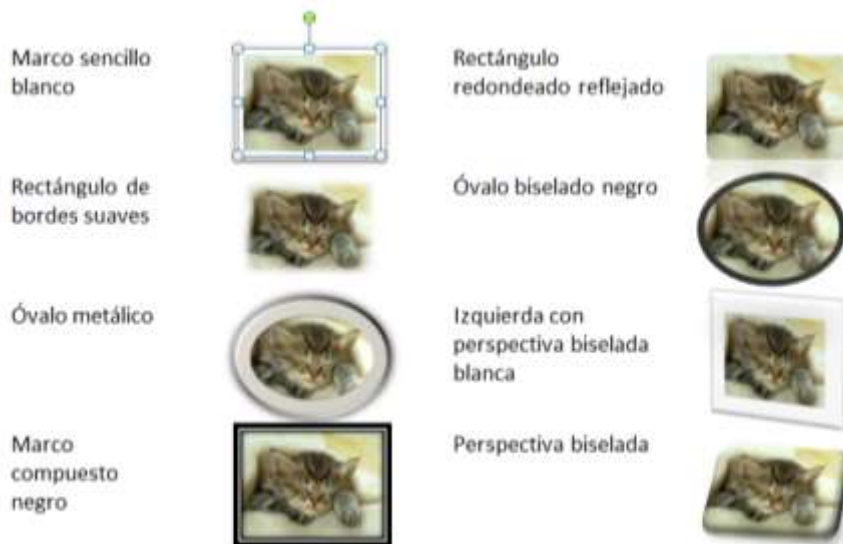 Marco sencillo
blanco
Rectángulo
redondeado reflejado
Rectángulo de
bordes suaves
Óvalo biselado negro
Óvalo metálico
Izquierda con
perspectiva biselada
blanca
Marco
compuesto
negro
Perspectiva biselada